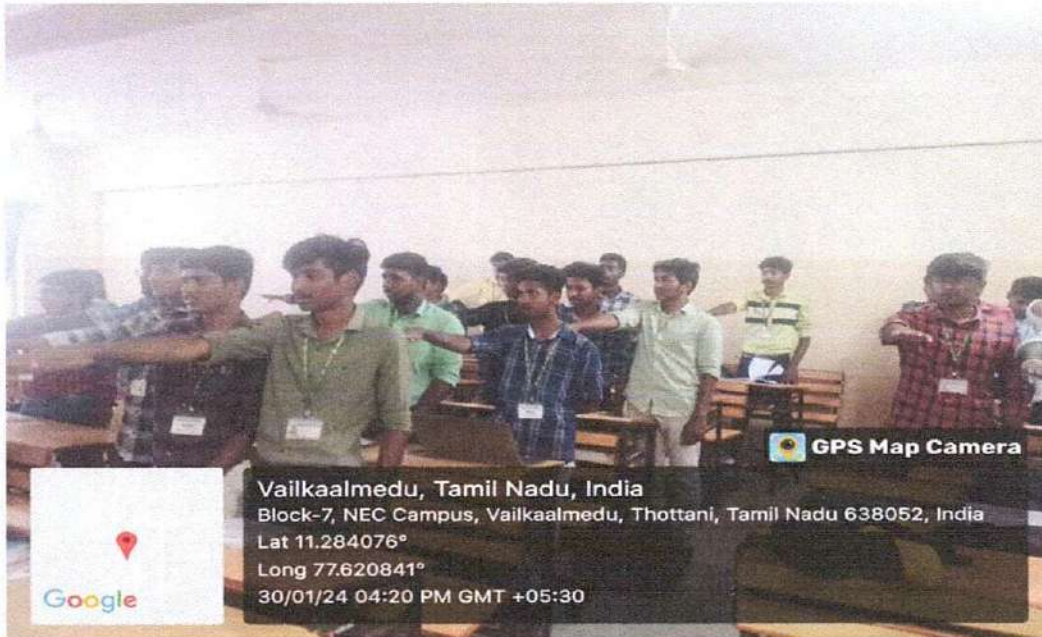 GPS Map Camera
Vailkaalmedu, Tamil Nadu, India
Block-7, NEC Campus, Vailkaalmedu, Thottani, Tamil Nadu 638052, India
Lat 11.284076°
Long 77.620841°
30/01/24 04:20 PM GMT +05:30
Google